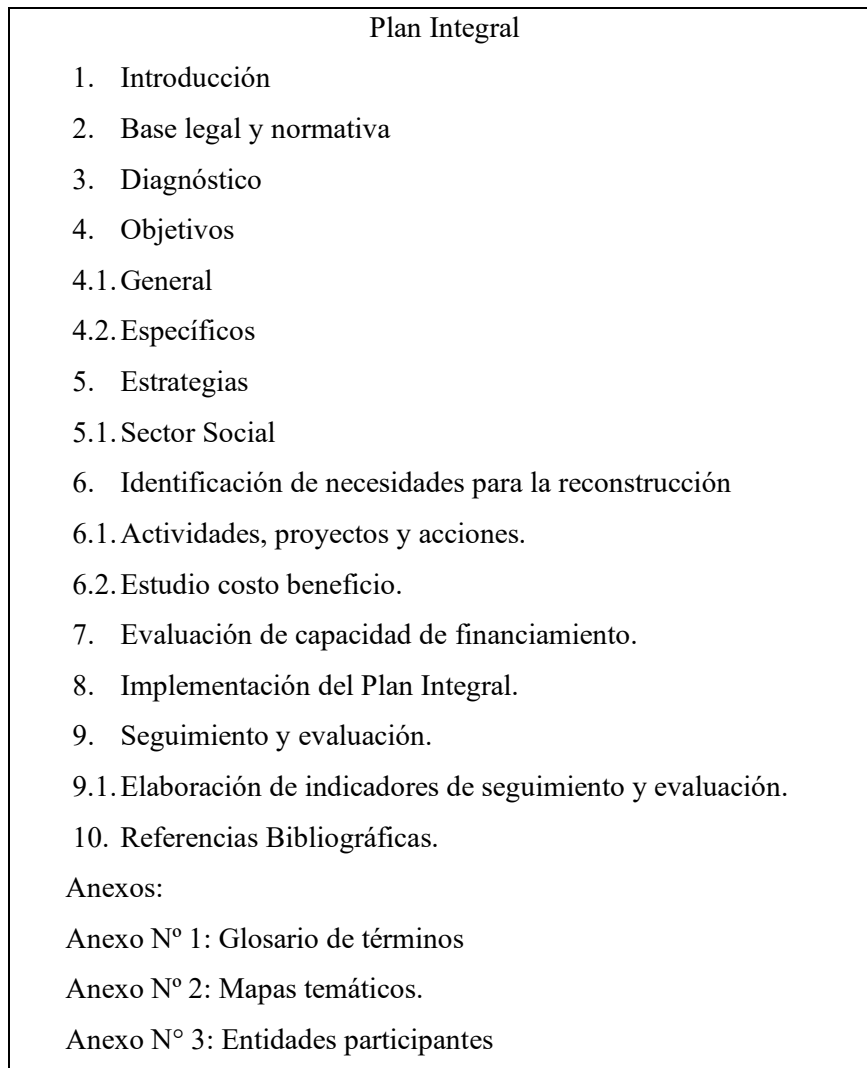 Plan Integral
1. Introducción
2. Base legal y normativa
3. Diagnóstico
4. Objetivos
4.1. General
4.2. Específicos
5. Estrategias
5.1. Sector Social
6. Identificación de necesidades para la reconstrucción
6.1. Actividades, proyectos y acciones.
6.2. Estudio costo beneficio.
7. Evaluación de capacidad de financiamiento.
8. Implementación del Plan Integral.
9. Seguimiento y evaluación.
9.1. Elaboración de indicadores de seguimiento y evaluación.
10. Referencias Bibliográficas.
Anexos:
Anexo Nº 1: Glosario de términos
Anexo Nº 2: Mapas temáticos.
Anexo N° 3: Entidades participantes